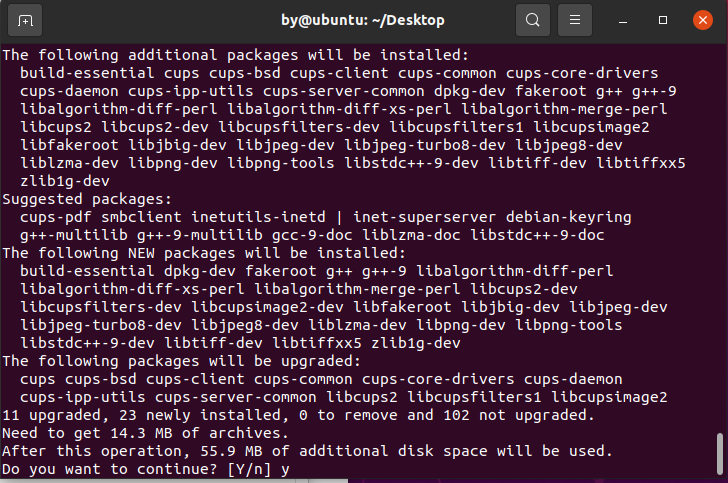 by@ubuntu: ~/Desktop
The following additional packages will be installed:
build-essential cups cups-bsd cups-client cups-common cups-core-drivers
cups-daemon cups-ipp-utils cups-server-common dpkg-dev fakeroot g++ g++-9
libalgorithm-diff-perl libalgorithm-diff-xs-perl libalgorithm-merge-perl
libcups2 libcups2-dev libcupsfilters-dev libcupsfilters1 libcupsimage2
libfakeroot libjbig-dev libjpeg-dev libjpeg-turbo8-dev libjpeg8-dev
liblzma-dev libpng-dev libpng-tools libstdc++-9-dev libtiff-dev libtiffxx5
zlib1g-dev
Suggested packages:
cups-pdf smbclient inetutils-inetd | inet-superserver debian-keyring
g++-multilib g++-9-multilib gcc-9-doc liblzma-doc libstdc++-9-doc
The following NEW packages will be installed:
build-essential dpkg-dev fakeroot g++ g++-9 libalgorithm-diff-perl
libalgorithm-diff-xs-perl libalgorithm-merge-perl libcups2-dev
libcupsfilters-dev libcupsimage2-dev libfakeroot libjbig-dev libjpeg-dev
libjpeg-turbo8-dev libjpeg8-dev liblzma-dev libpng-dev libpng-tools
libstdc++-9-dev libtiff-dev libtiffxx5 zlib1g-dev
The following packages will be upgraded:
cups cups-bsd cups-client cups-common cups-core-drivers cups-daemon
cups-ipp-utils cups-server-common libcups2 libcupsfilters1 libcupsimage2
11 upgraded, 23 newly installed, 0 to remove and 102 not upgraded.
Need to get 14.3 MB of archives.
After this operation, 55.9 MB of additional disk space will be used.
Do you want to continue? [Y/n] y